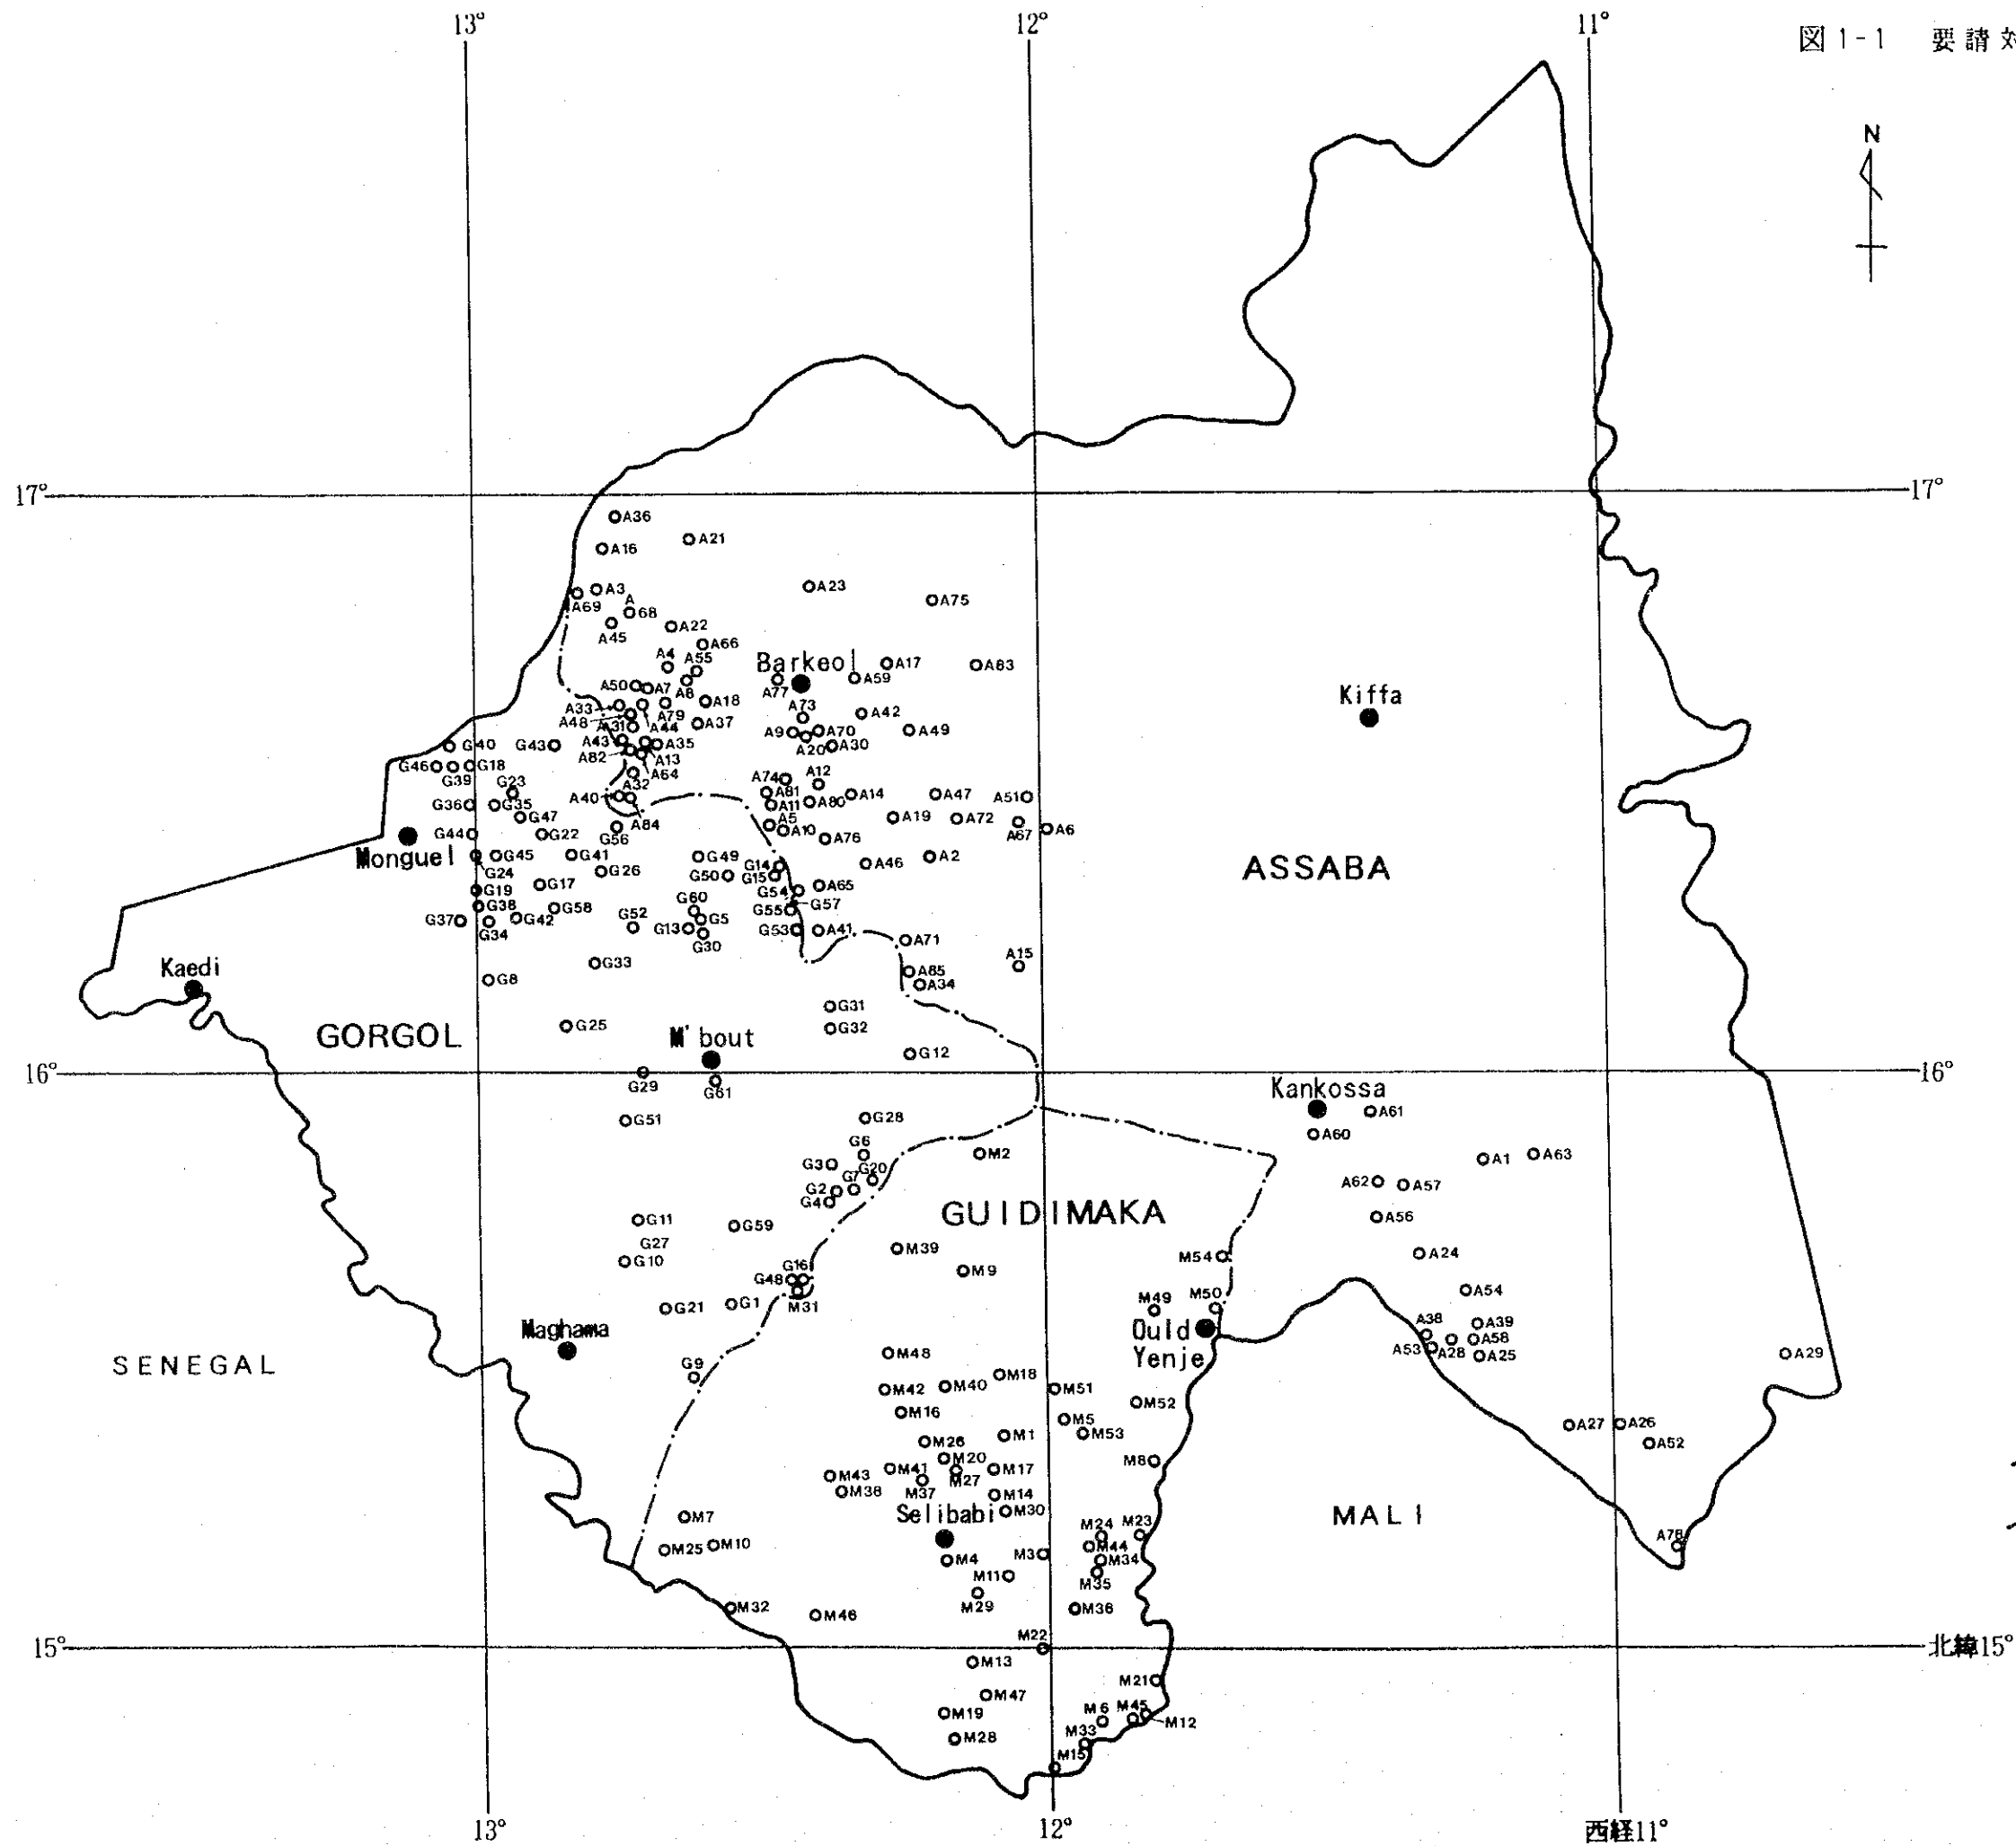 13°
12°
11°
図1-1 要請対
N
17°
17°
A36
A21
A16
A3
A23
A69
A
68
A75
A45
A22
A66
A4
A55
Barkeol
A17
A83
A50
A7
A8
A77
A59
Kiffa
A33
A79
A18
A73
A42
A48
A31
A44
A37
A9
A70
A49
G40
G43
A43
A35
A20
A30
A82
A13
G46
G39
G18
A64
G23
A74
A12
A32
A81
A14
A47
A51
G36
G35
A40
A11
A80
G47
A84
A5
A19
A72
A67
A6
G44
G22
G56
A10
A76
Monguel
G45
G41
G49
A46
A2
ASSABA
G24
G26
G50
G14
G15
G19
G17
G54
A65
G38
G58
G60
G55
G57
G37
G34
G42
G52
G5
G13
G30
G53
A41
A71
Kaedi
G33
A15
G8
A85
A34
G31
GORGOL
G25
M'bout
G32
G12
16°
16°
G29
G61
Kankossa
G51
G28
A61
A60
G6
M2
G3
G20
A1
A63
G7
G2
G4
A62
A57
GUIDIMAKA
A56
G11
G59
G27
M39
M54
A24
G10
M9
G48
G16
A54
G21
G1
M31
M49
M50
Maghama
Ould
Yenje
A38
A39
A58
A53
A28
A25
A29
SENEGAL
M48
G9
M18
M42
M40
M51
M52
M16
M5
A27
A26
M26
M1
M53
A52
M20
M8
M43
M41
M17
M27
M38
M37
M14
Selibabi
M30
MALI
M7
M24
M23
M25
M10
M44
M4
M3
M34
A78
M11
M35
M29
M32
M46
M36
M22
15°
北緯15°
M13
M21
M47
M19
M6
M45
M12
M28
M33
M15
13°
12°
西経11°